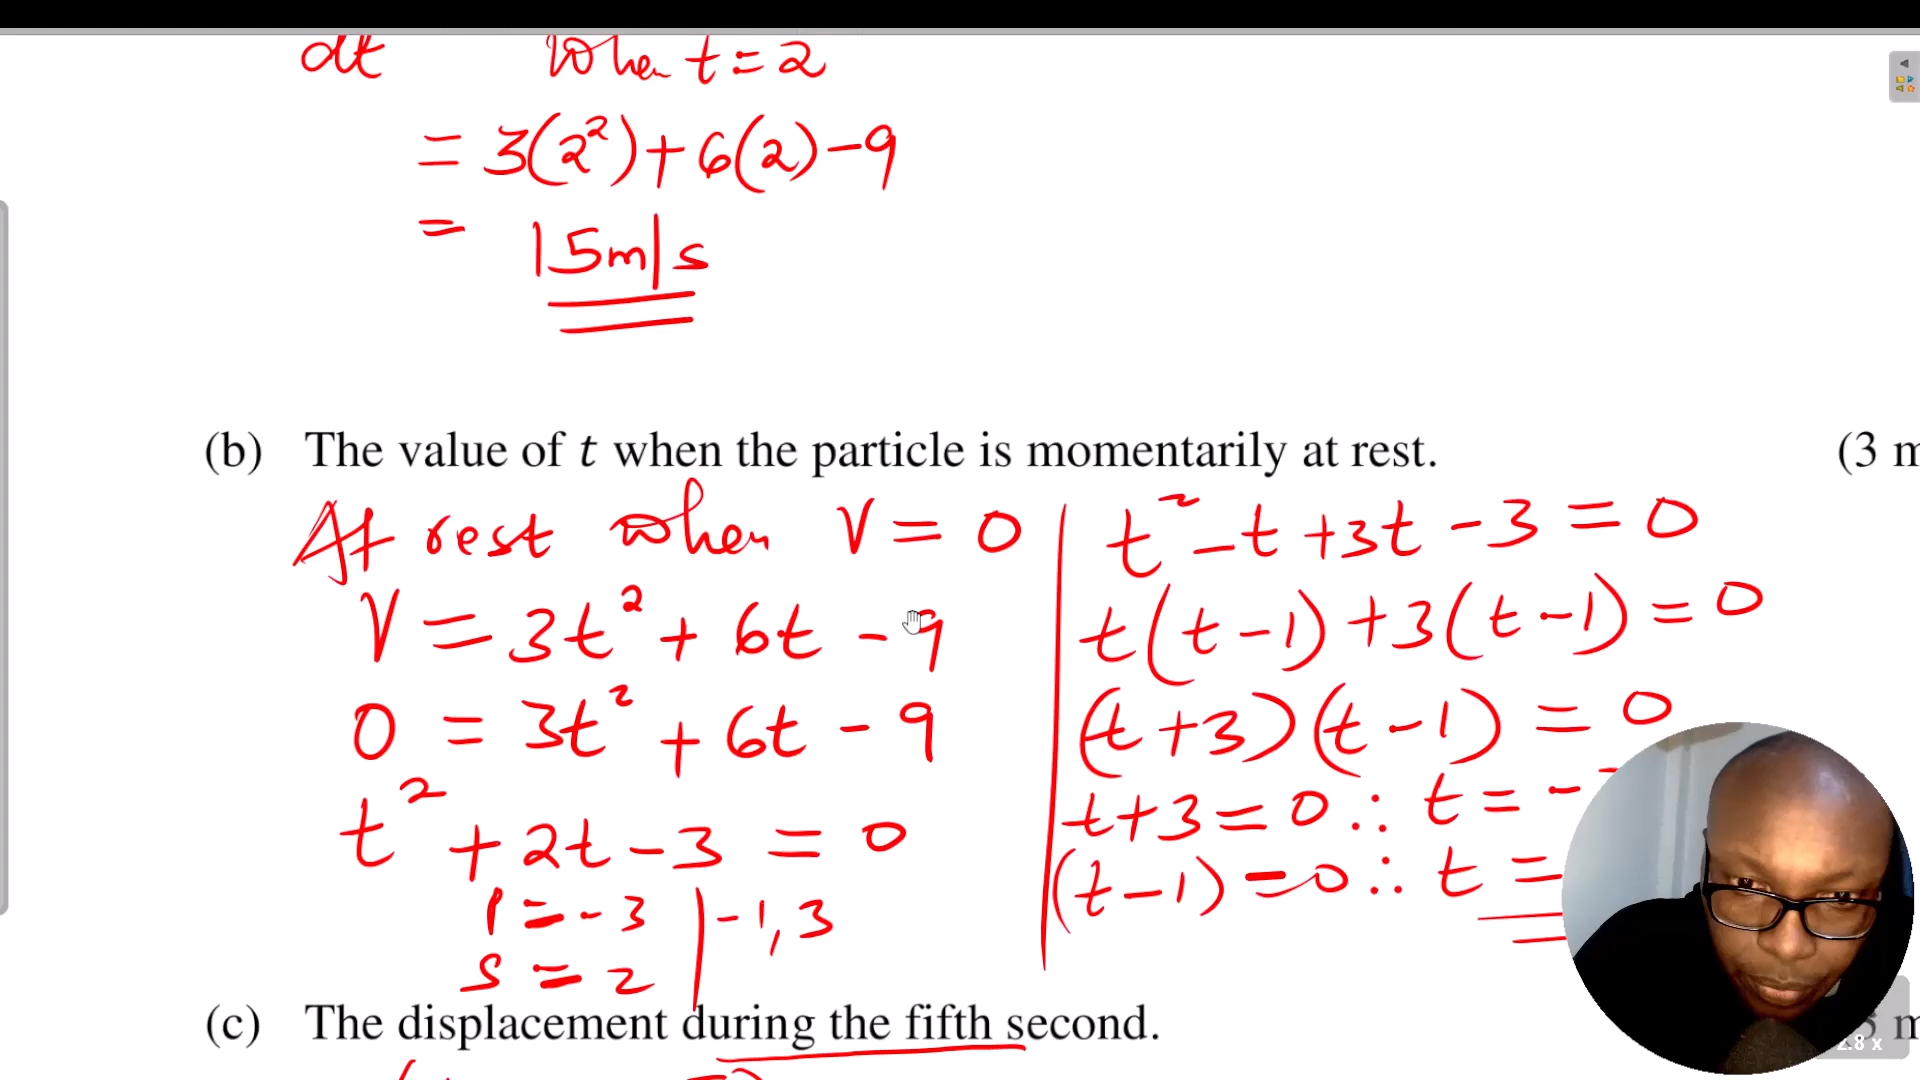 dt When t = 2
= 3(2²) + 6(2) - 9
= 15m/s
(b) The value of t when the particle is momentarily at rest. (3 m
At rest when V = 0
V = 3t² + 6t - 9
0 = 3t² + 6t - 9
t² + 2t - 3 = 0
P = -3 | -1, 3
S = 2
t² - t + 3t - 3 = 0
t(t - 1) + 3(t - 1) = 0
(t + 3)(t - 1) = 0
t + 3 = 0 ∴ t = -
(t - 1) = 0 ∴ t =
(c) The displacement during the fifth second. m
2.8 x